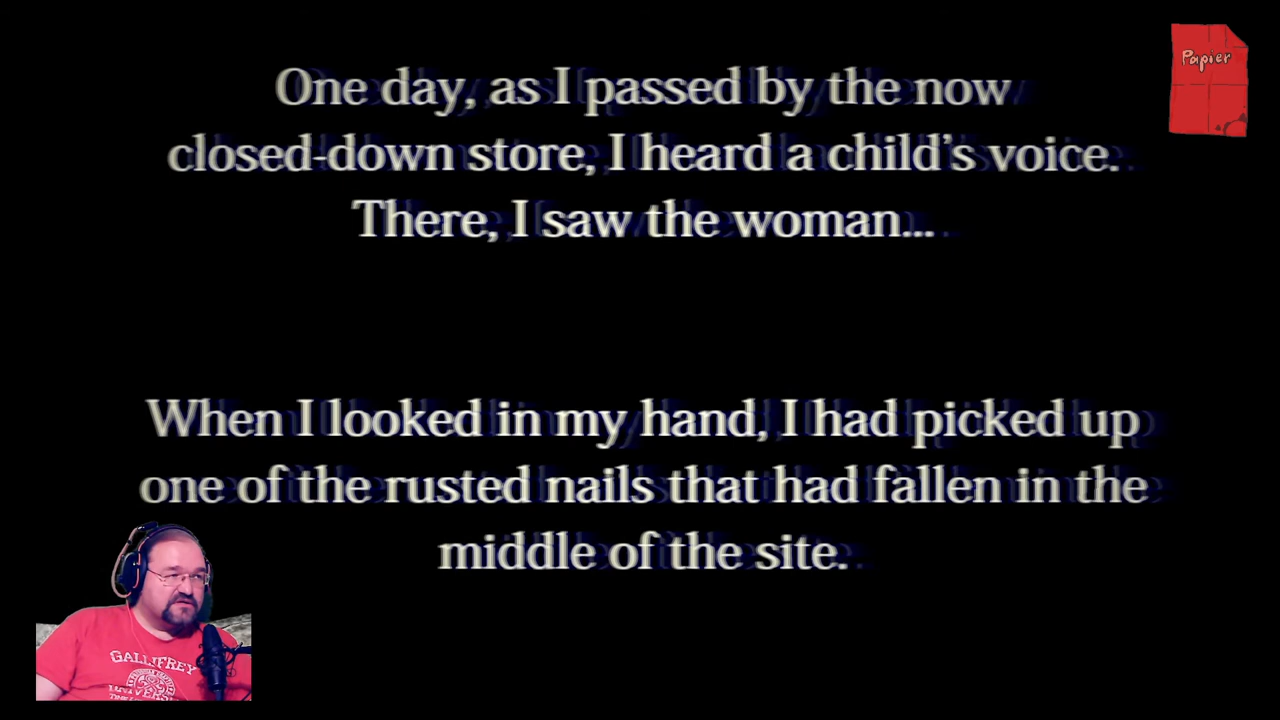 One day, as I passed by the now
closed-down store, I heard a child’s voice.
There, I saw the woman...
When I looked in my hand, I had picked up
one of the rusted nails that had fallen in the
middle of the site.
Papier
GALLIFREY